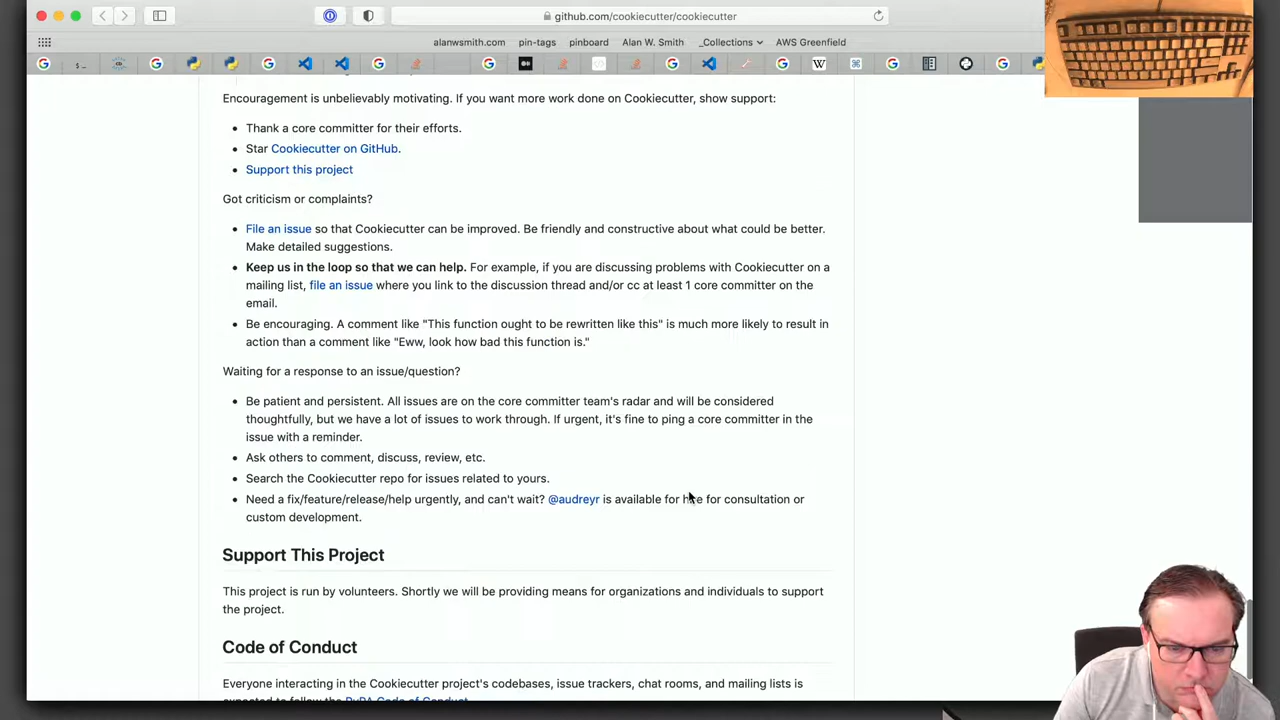 github.com/cookiecutter/cookiecutter
alanwsmith.com pin-tags pinboard Alan W. Smith _Collections AWS Greenfield
Encouragement is unbelievably motivating. If you want more work done on Cookiecutter, show support:
Thank a core committer for their efforts.
Star Cookiecutter on GitHub.
Support this project
Got criticism or complaints?
File an issue so that Cookiecutter can be improved. Be friendly and constructive about what could be better.
Make detailed suggestions.
Keep us in the loop so that we can help. For example, if you are discussing problems with Cookiecutter on a
mailing list, file an issue where you link to the discussion thread and/or cc at least 1 core committer on the
email.
Be encouraging. A comment like "This function ought to be rewritten like this" is much more likely to result in
action than a comment like "Eww, look how bad this function is."
Waiting for a response to an issue/question?
Be patient and persistent. All issues are on the core committer team's radar and will be considered
thoughtfully, but we have a lot of issues to work through. If urgent, it's fine to ping a core committer in the
issue with a reminder.
Ask others to comment, discuss, review, etc.
Search the Cookiecutter repo for issues related to yours.
Need a fix/feature/release/help urgently, and can't wait? @audreyr is available for hire for consultation or
custom development.
Support This Project
This project is run by volunteers. Shortly we will be providing means for organizations and individuals to support
the project.
Code of Conduct
Everyone interacting in the Cookiecutter project's codebases, issue trackers, chat rooms, and mailing lists is
expected to follow the PyPA Code of Conduct.